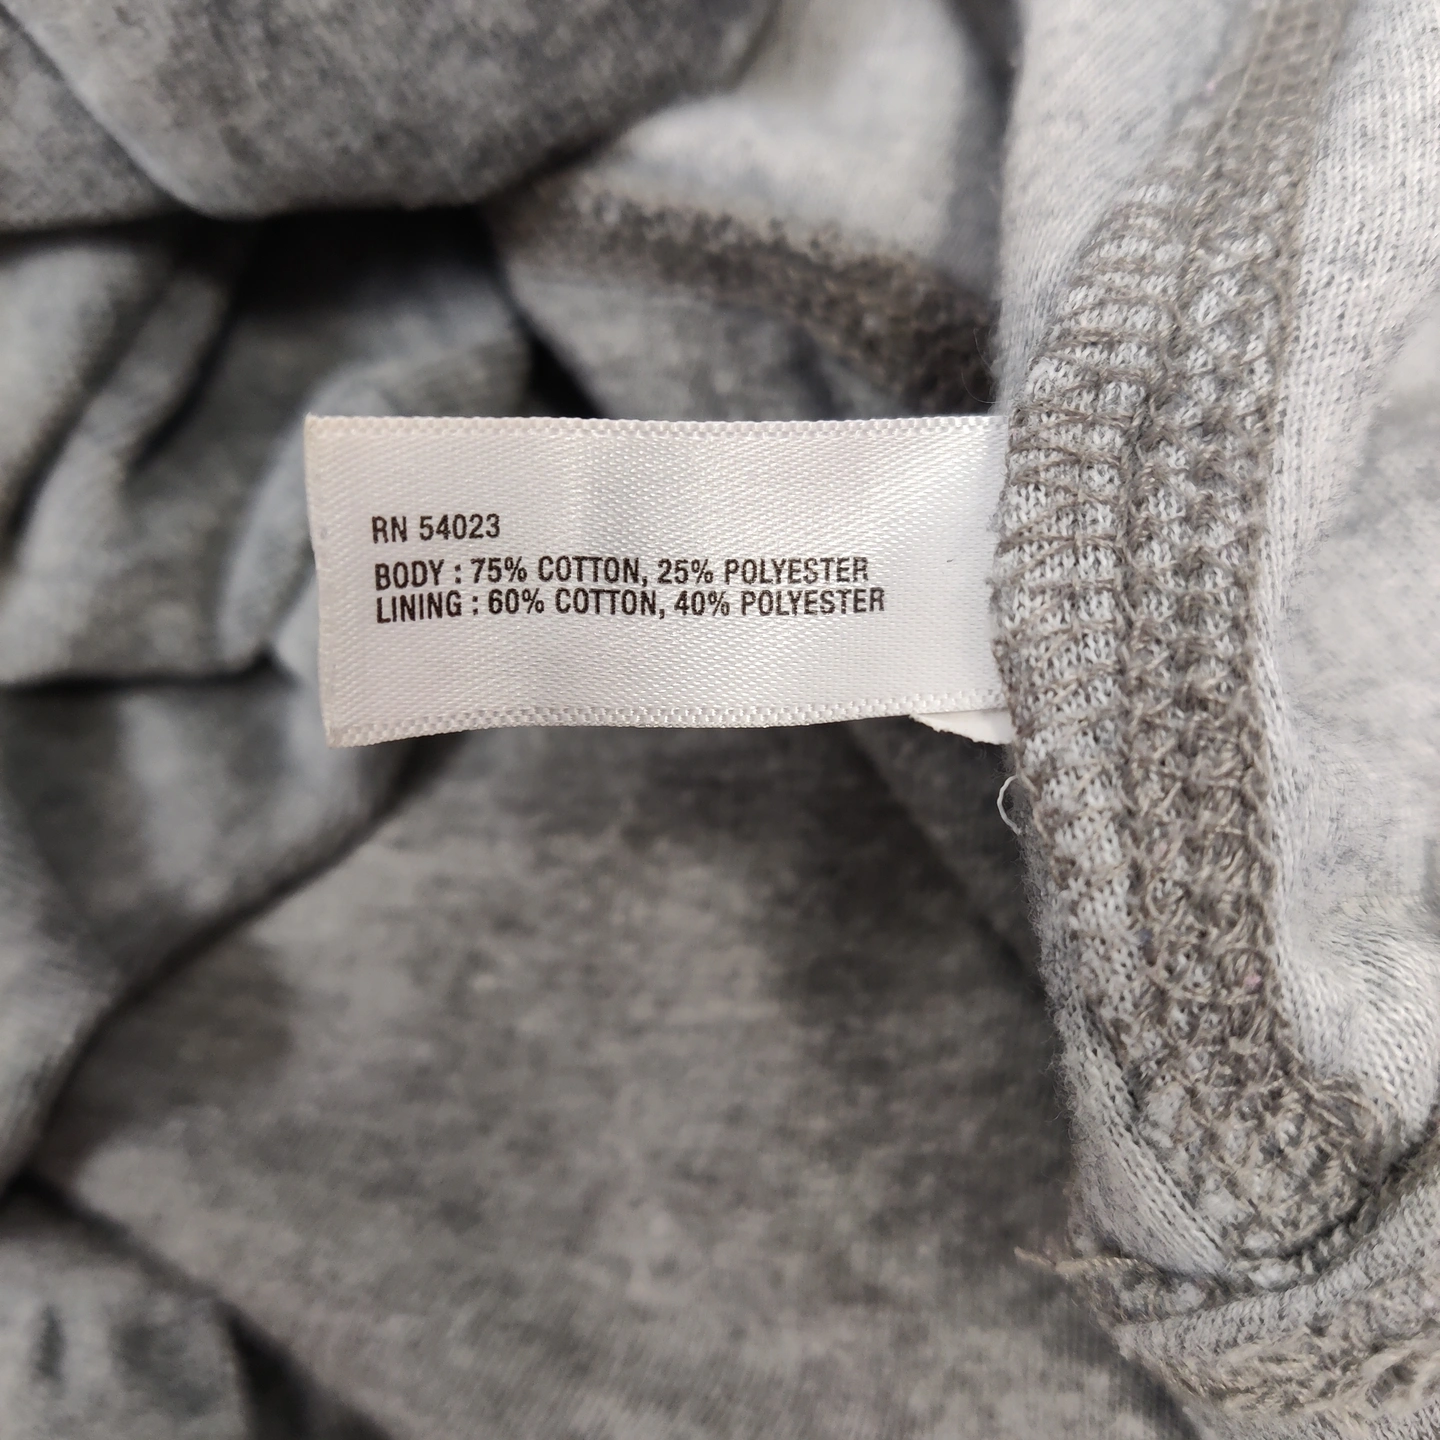 RN 54023
BODY : 75% COTTON, 25% POLYESTER
LINING : 60% COTTON, 40% POLYESTER